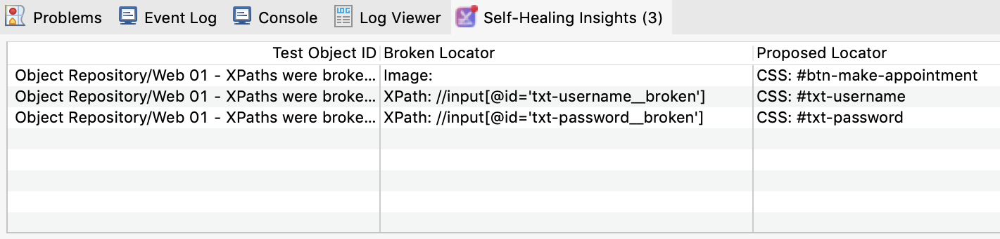 Problems Event Log Console Log Viewer Self-Healing Insights (3)
Test Object ID Broken Locator Proposed Locator
Object Repository/Web 01 - XPaths were broke... Image: CSS: #btn-make-appointment
Object Repository/Web 01 - XPaths were broke... XPath: //input[@id='txt-username__broken'] CSS: #txt-username
Object Repository/Web 01 - XPaths were broke... XPath: //input[@id='txt-password__broken'] CSS: #txt-password